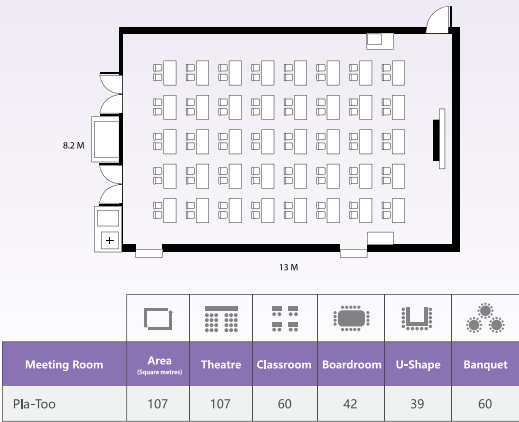 8.2 M
13 M
Meeting Room Area (Square metres) Theatre Classroom Boardroom U-Shape Banquet
Pla-Too 107 107 60 42 39 60